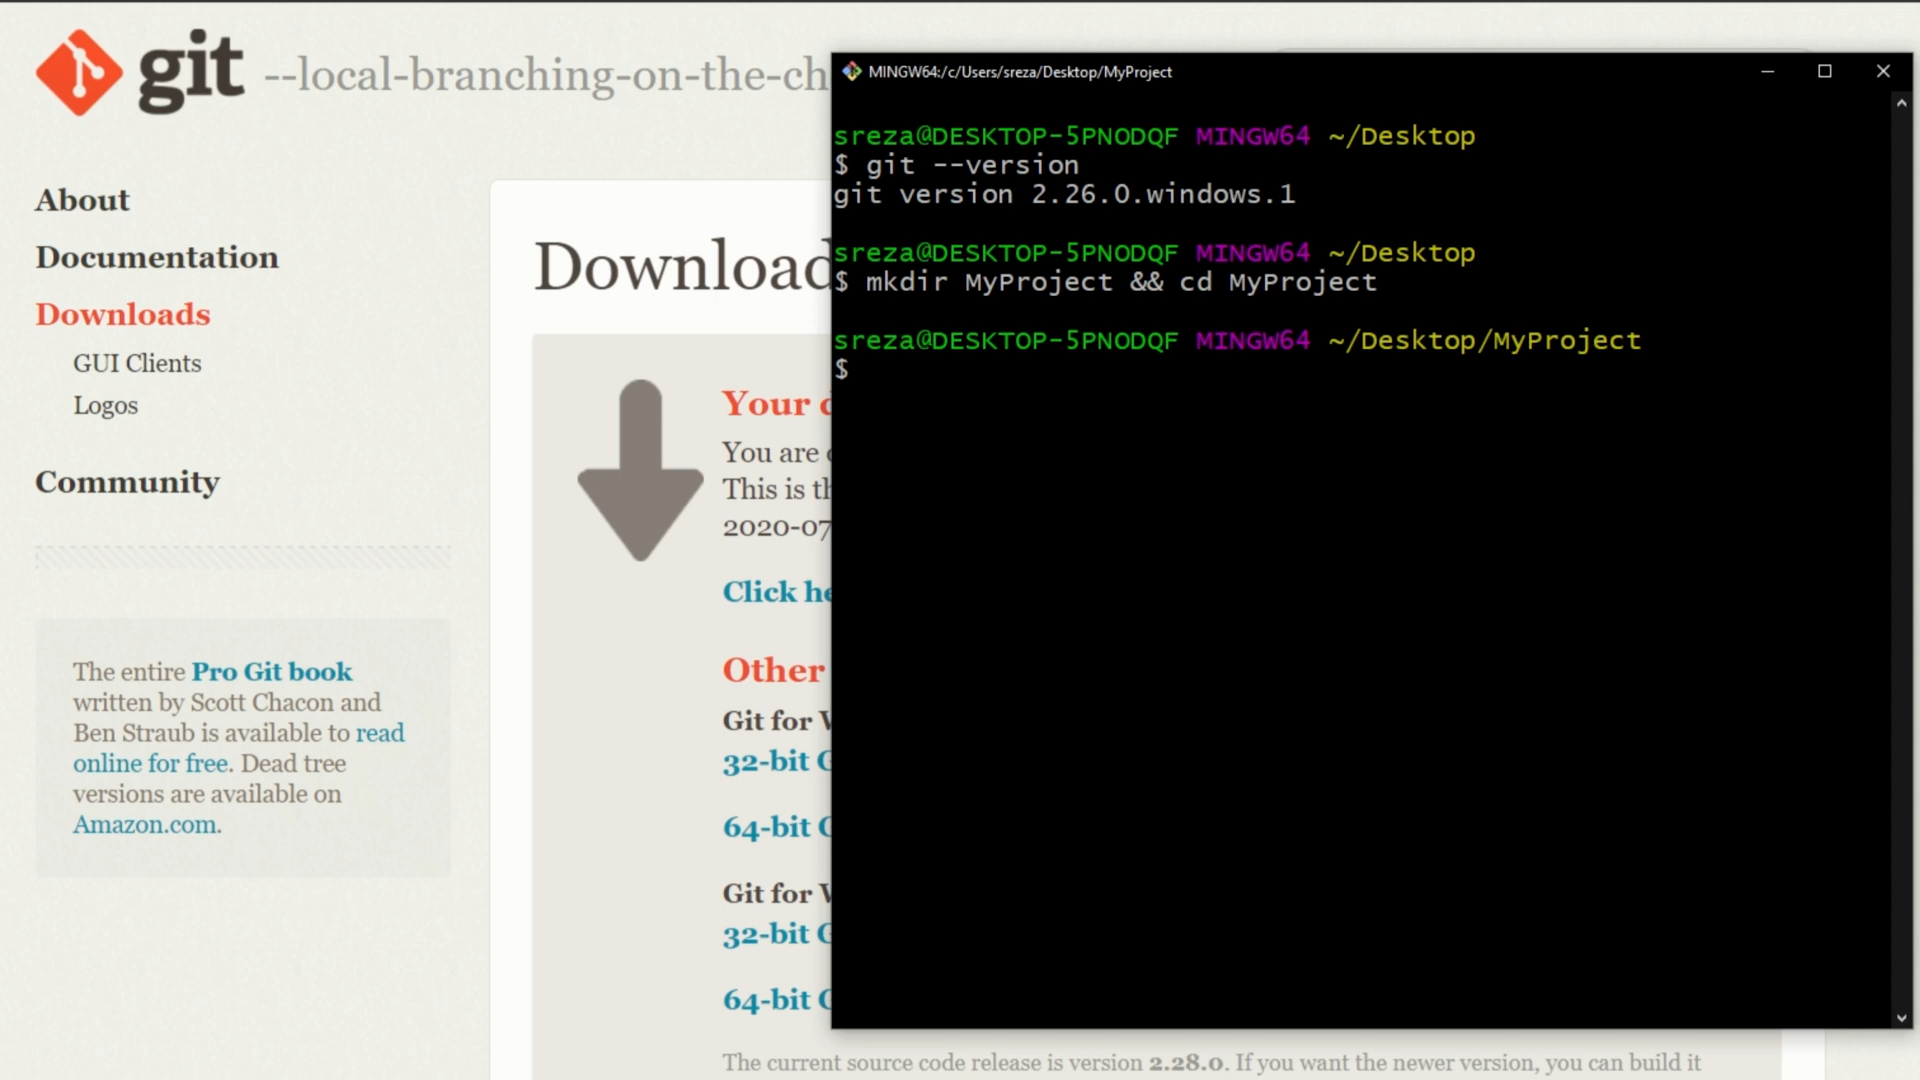 git --local-branching-on-the-ch
About
Documentation
Downloads
GUI Clients
Logos
Community
The entire Pro Git book
written by Scott Chacon and
Ben Straub is available to read
online for free. Dead tree
versions are available on
Amazon.com.
Download
Your
You are
This is th
2020-07
Click he
Other
Git for
32-bit
64-bit
Git for
32-bit
64-bit
The current source code release is version 2.28.0. If you want the newer version, you can build it
MINGW64:/c/Users/sreza/Desktop/MyProject
sreza@DESKTOP-5PNODQF MINGW64 ~/Desktop
$ git --version
git version 2.26.0.windows.1
sreza@DESKTOP-5PNODQF MINGW64 ~/Desktop
$ mkdir MyProject && cd MyProject
sreza@DESKTOP-5PNODQF MINGW64 ~/Desktop/MyProject
$